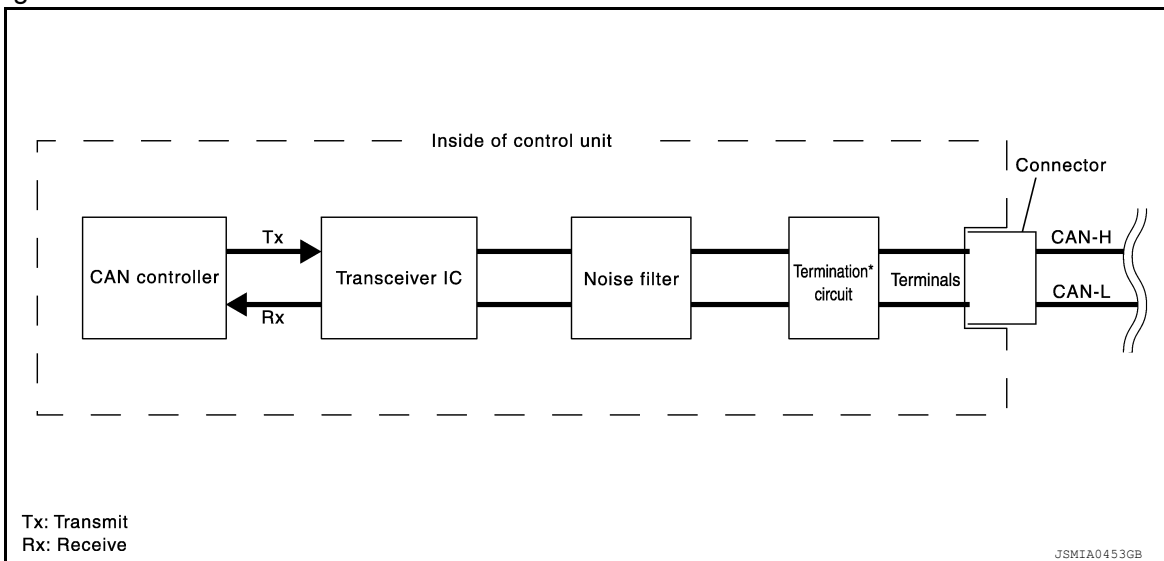 Inside of control unit
Connector
CAN controller
Tx
Rx
Transceiver IC
Noise filter
Termination*
circuit
Terminals
CAN-H
CAN-L
Tx: Transmit
Rx: Receive
JSMIA0453GB